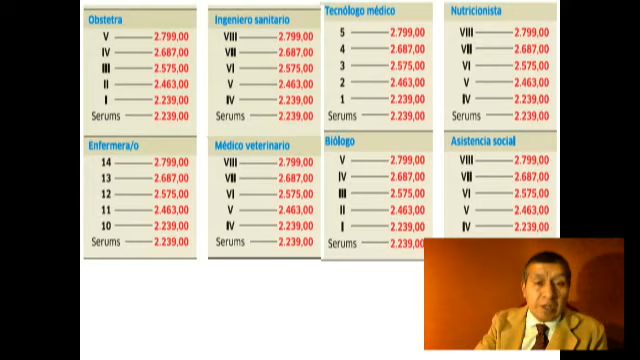 Obstetra
V 2.799,00
IV 2.687,00
III 2.575,00
II 2.463,00
I 2.239,00
Serums 2.239,00
Ingeniero sanitario
VIII 2.799,00
VII 2.687,00
VI 2.575,00
V 2.463,00
IV 2.239,00
Serums 2.239,00
Tecnólogo médico
5 2.799,00
4 2.687,00
3 2.575,00
2 2.463,00
1 2.239,00
Serums 2.239,00
Nutricionista
VIII 2.799,00
VII 2.687,00
VI 2.575,00
V 2.463,00
IV 2.239,00
Serums 2.239,00
Enfermera/o
14 2.799,00
13 2.687,00
12 2.575,00
11 2.463,00
10 2.239,00
Serums 2.239,00
Médico veterinario
VIII 2.799,00
VII 2.687,00
VI 2.575,00
V 2.463,00
IV 2.239,00
Serums 2.239,00
Biólogo
V 2.799,00
IV 2.687,00
III 2.575,00
II 2.463,00
I 2.239,00
Serums 2.239,00
Asistencia social
VIII 2.799,00
VII 2.687,00
VI 2.575,00
V 2.463,00
IV 2.239,00